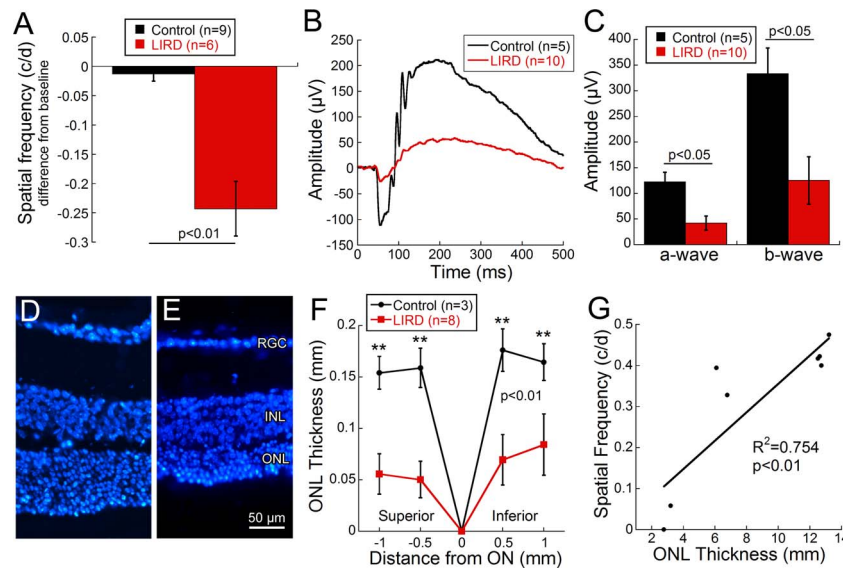 A
Control (n=9)
LIRD (n=6)
Spatial frequency (c/d)
difference from baseline
0.05
0
-0.05
-0.1
-0.15
-0.2
-0.25
-0.3
p<0.01
B
Control (n=5)
LIRD (n=10)
Amplitude (µV)
250
200
150
100
50
0
-50
-100
-150
0 100 200 300 400 500
Time (ms)
C
Control (n=5)
LIRD (n=10)
Amplitude (µV)
400
350
300
250
200
150
100
50
0
p<0.05
p<0.05
a-wave b-wave
D
E
RGC
INL
ONL
50 µm
F
Control (n=3)
LIRD (n=8)
ONL Thickness (mm)
0.2
0.15
0.1
0.05
0
** ** ** **
p<0.01
Superior Inferior
-1 -0.5 0 0.5 1
Distance from ON (mm)
G
Spatial Frequency (c/d)
0.5
0.4
0.3
0.2
0.1
0
R²=0.754
p<0.01
2 4 6 8 10 12 14
ONL Thickness (mm)